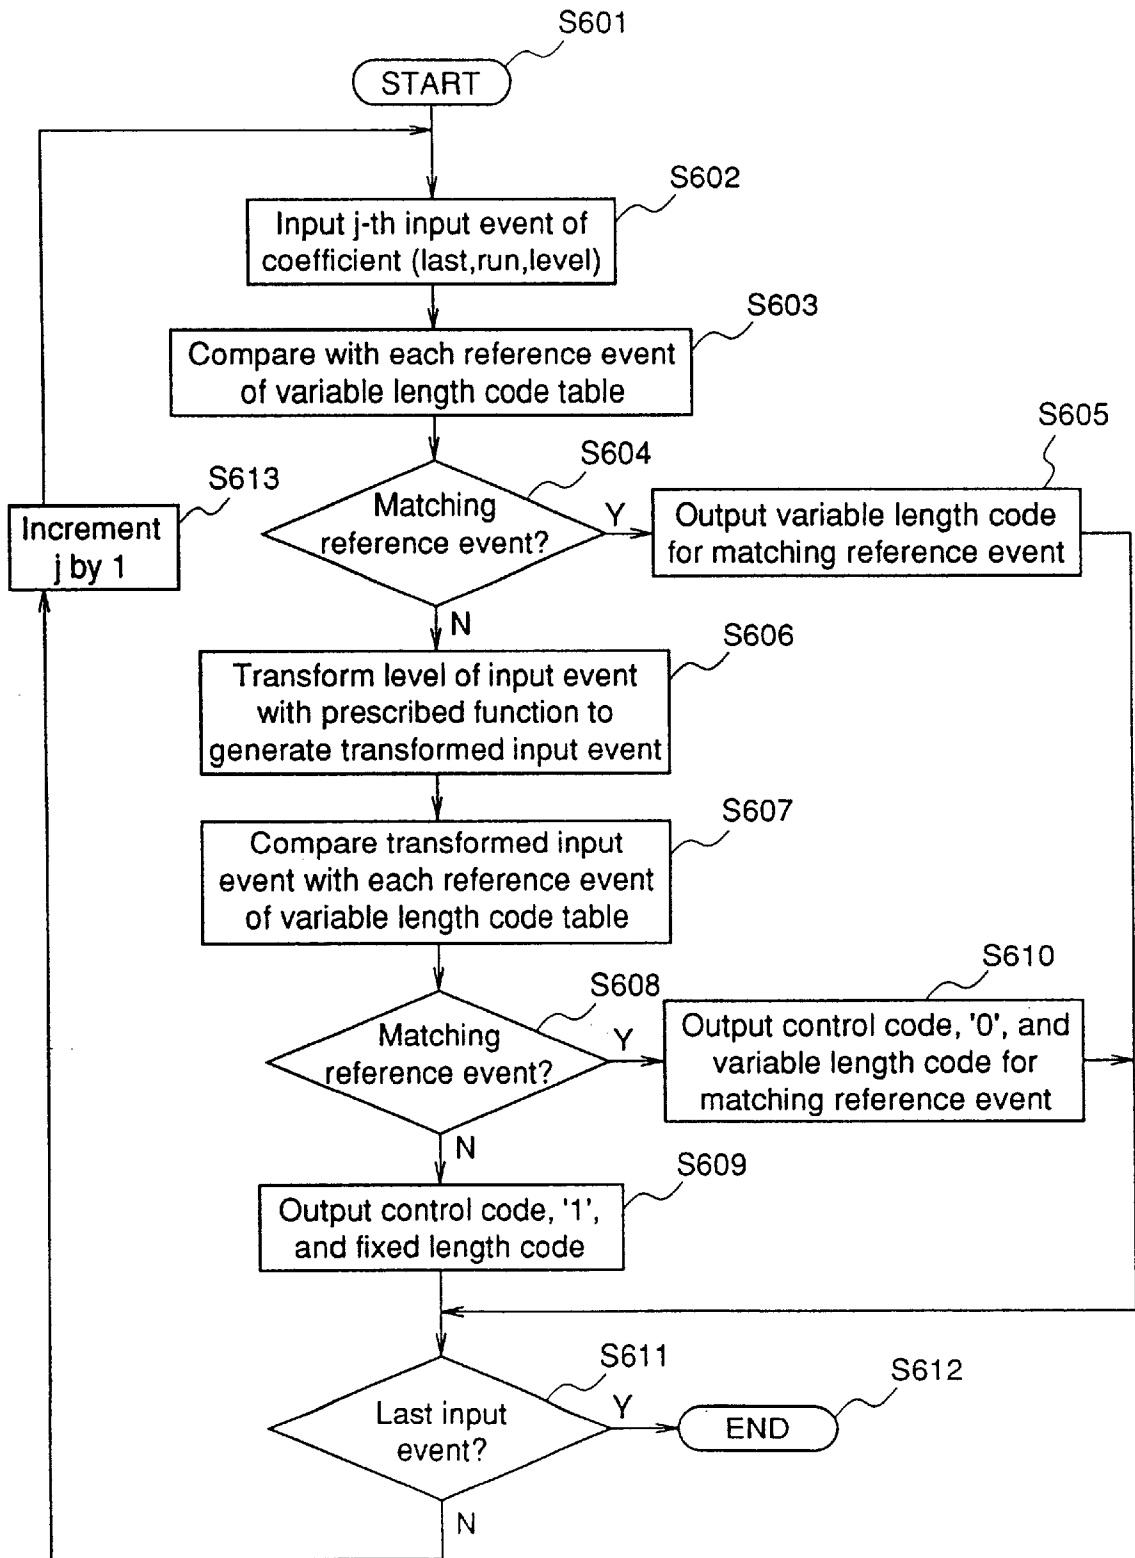 S601
START
S602
Input j-th input event of
coefficient (last,run,level)
S603
Compare with each reference event
of variable length code table
S604
Matching
reference event?
Y
S605
Output variable length code
for matching reference event
S613
Increment
j by 1
N
S606
Transform level of input event
with prescribed function to
generate transformed input event
S607
Compare transformed input
event with each reference event
of variable length code table
S608
Matching
reference event?
Y
S610
Output control code, '0', and
variable length code for
matching reference event
N
S609
Output control code, '1',
and fixed length code
S611
Last input
event?
Y
S612
END
N